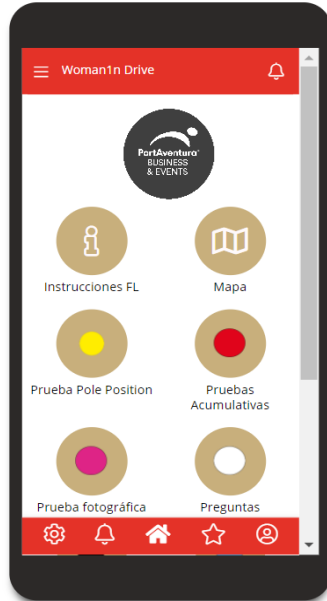 Woman1n Drive
PortAventura
BUSINESS
& EVENTS
Instrucciones FL
Mapa
Prueba Pole Position
Pruebas
Acumulativas
Prueba fotográfica
Preguntas